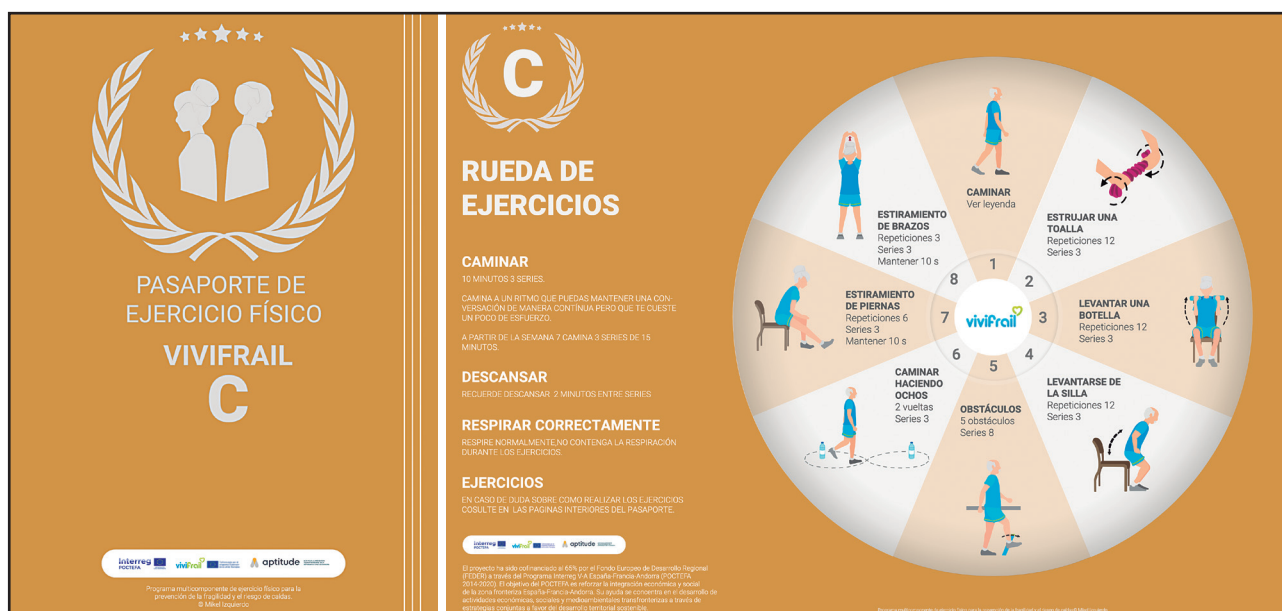 PASAPORTE DE
EJERCICIO FÍSICO
VIVIFRAIL
C
Interreg
POCTEFA
vivifrail
aptitude
Programa multicomponente de ejercicio físico para la
prevención de la fragilidad y el riesgo de caídas.
© Mikel Izquierdo
C
RUEDA DE
EJERCICIOS
CAMINAR
10 MINUTOS 3 SERIES.
CAMINA A UN RITMO QUE PUEDAS MANTENER UNA CON-
VERSACIÓN DE MANERA CONTÍNUA PERO QUE TE CUESTE
UN POCO DE ESFUERZO.
A PARTIR DE LA SEMANA 7 CAMINA 3 SERIES DE 15
MINUTOS.
DESCANSAR
RECUERDE DESCANSAR 2 MINUTOS ENTRE SERIES
RESPIRAR CORRECTAMENTE
RESPIRE NORMALMENTE,NO CONTENGA LA RESPIRACIÓN
DURANTE LOS EJERCICIOS.
EJERCICIOS
EN CASO DE DUDA SOBRE COMO REALIZAR LOS EJERCICIOS
COSULTE EN LAS PAGINAS INTERIORES DEL PASAPORTE.
Interreg
POCTEFA
vivifrail
aptitude
El proyecto ha sido cofinanciado al 65% por el Fondo Europeo de Desarrollo Regional
(FEDER) a través del Programa Interreg V-A España-Francia-Andorra (POCTEFA
2014-2020). El objetivo del POCTEFA es reforzar la integración económica y social
de la zona fronteriza España-Francia-Andorra. Su ayuda se concentra en el desarrollo de
actividades económicas, sociales y medioambientales transfronterizas a través de
estrategias conjuntas a favor del desarrollo territorial sostenible.
CAMINAR
Ver leyenda
1
ESTRUJAR UNA
TOALLA
Repeticiones 12
Series 3
2
LEVANTAR UNA
BOTELLA
Repeticiones 12
Series 3
3
LEVANTARSE DE
LA SILLA
Repeticiones 12
Series 3
4
OBSTÁCULOS
5 obstáculos
Series 8
5
CAMINAR
HACIENDO
OCHOS
2 vueltas
Series 3
6
ESTIRAMIENTO
DE PIERNAS
Repeticiones 6
Series 3
Mantener 10 s
7
ESTIRAMIENTO
DE BRAZOS
Repeticiones 3
Series 3
Mantener 10 s
8
vivifrail